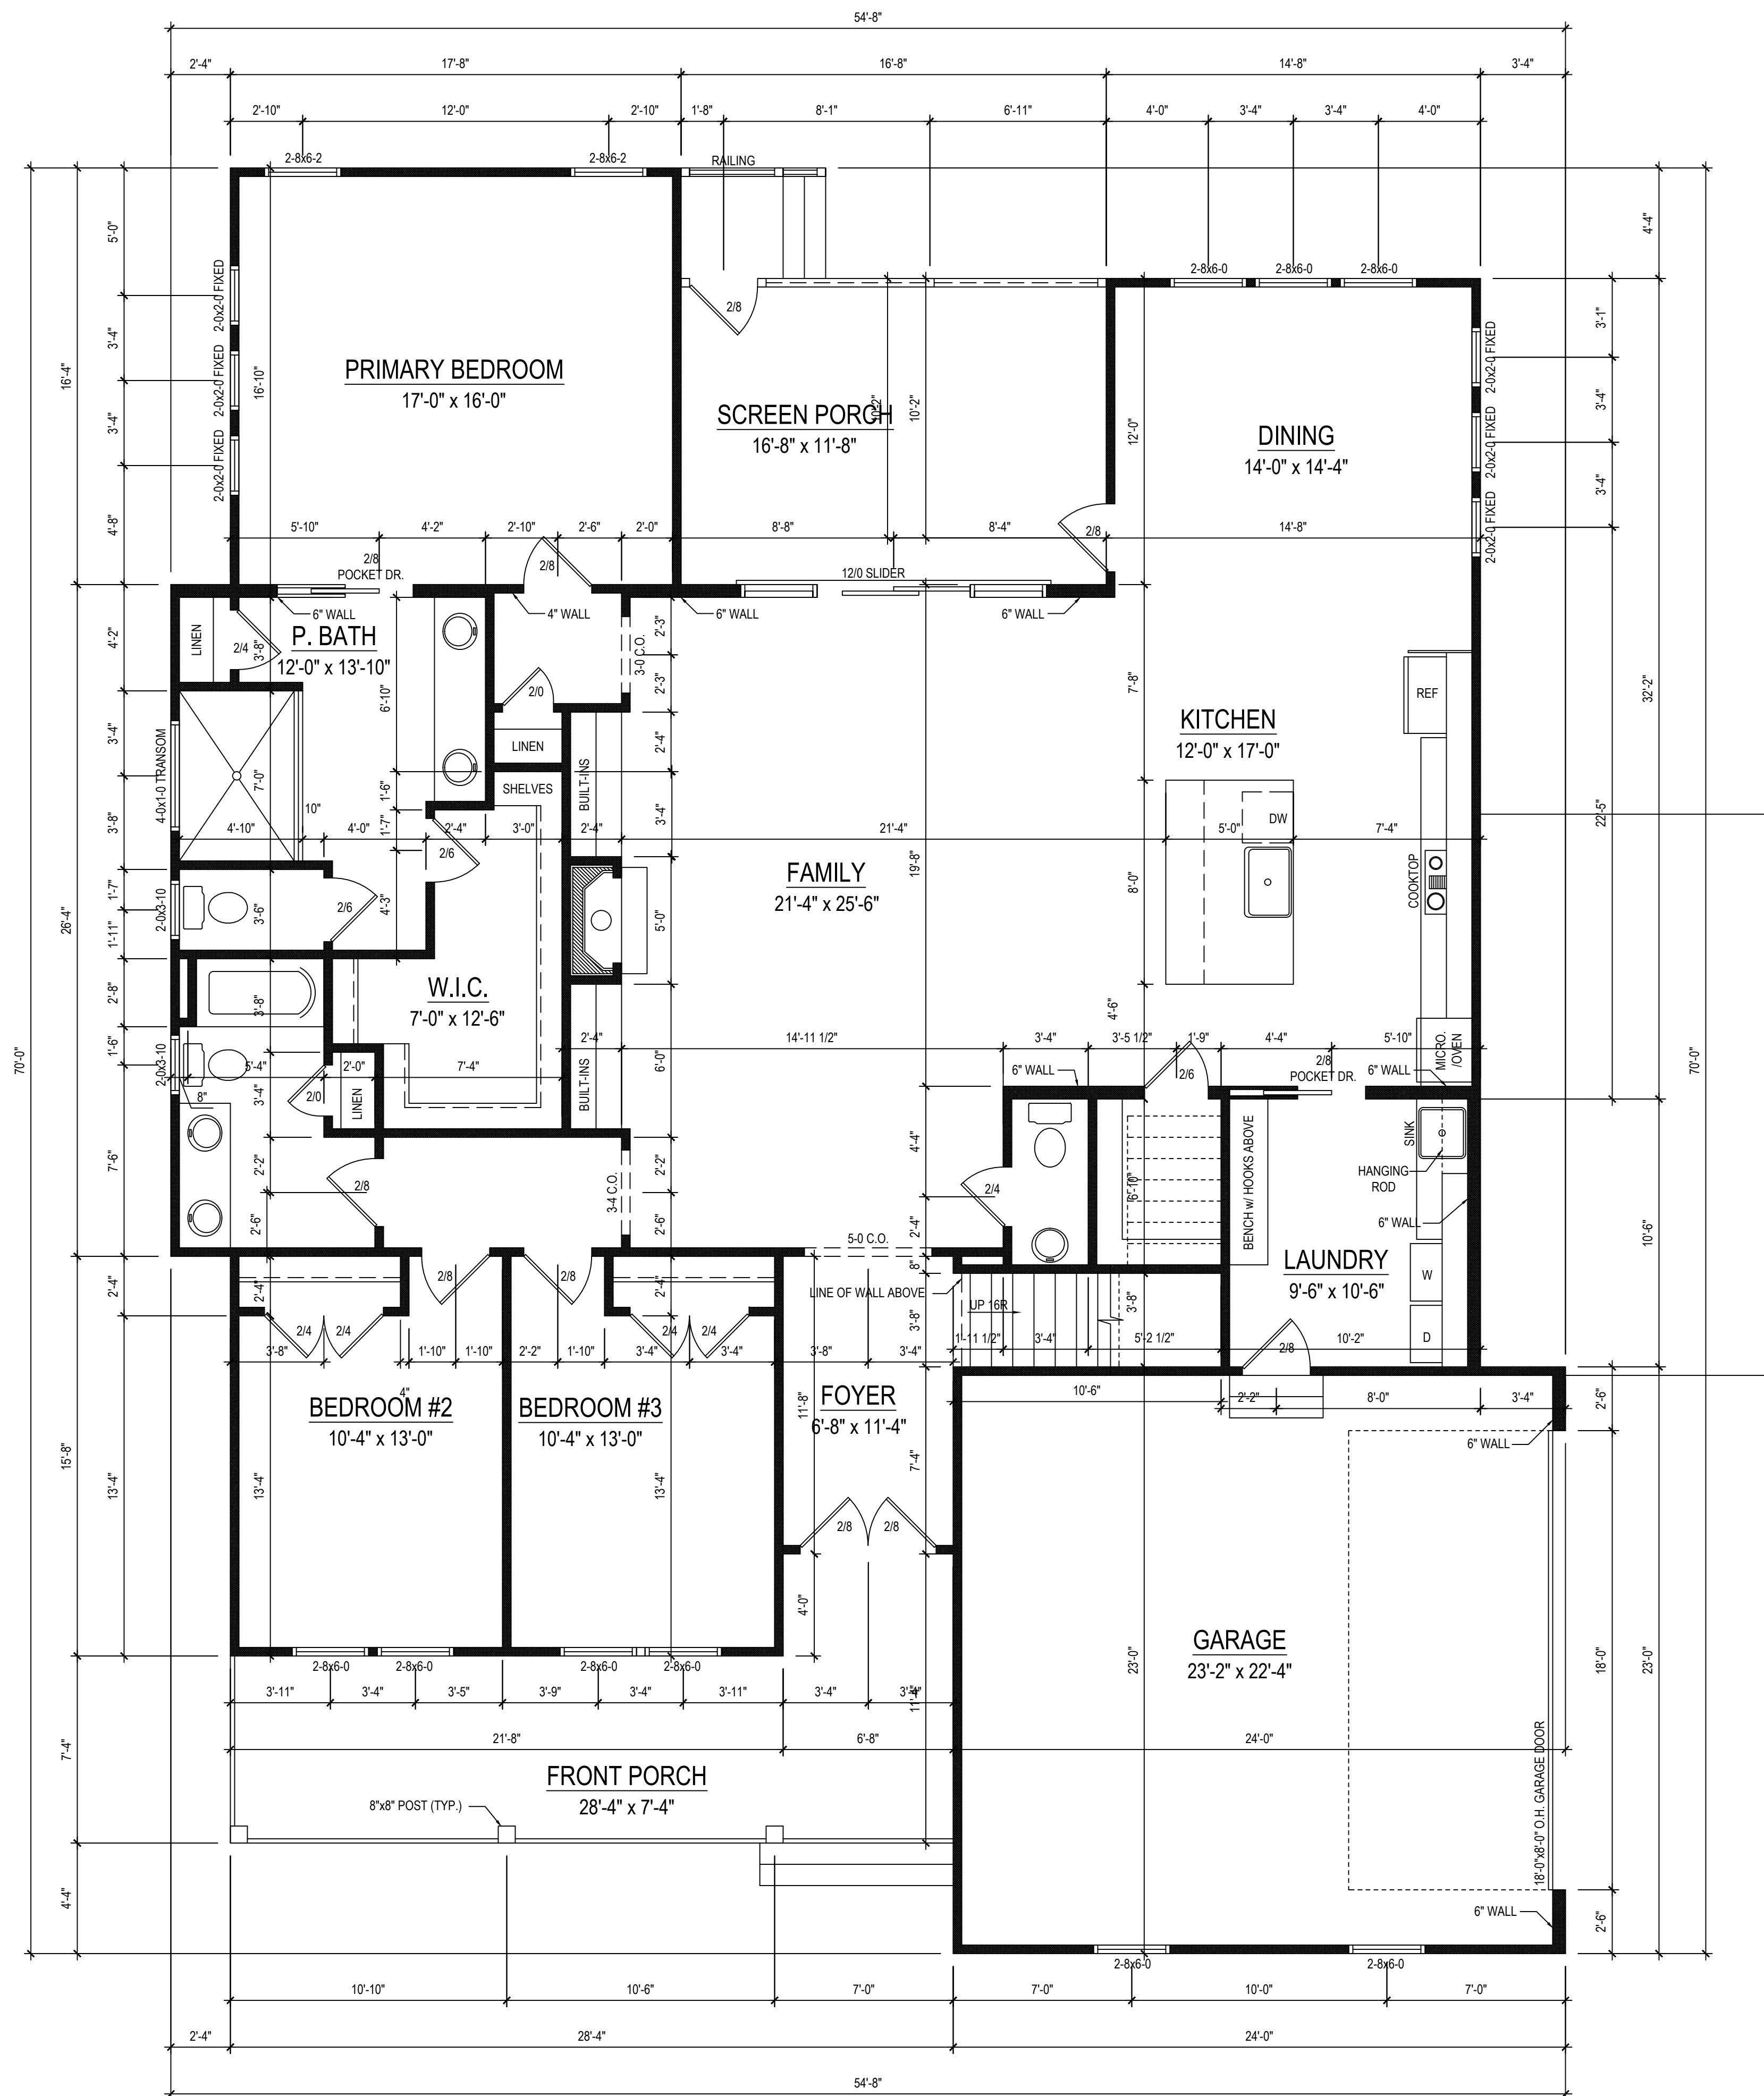 54'-8"
2'-4"
17'-8"
16'-8"
14'-8"
3'-4"
2'-10"
12'-0"
2'-10"
1'-8"
8'-1"
6'-11"
4'-0"
3'-4"
3'-4"
4'-0"
2-8x6-2
2-8x6-2
RAILING
5'-0"
4'-4"
2-8x6-0
2-8x6-0
2-8x6-0
2-0x2-0 FIXED
2/8
3'-1"
2-0x2-0 FIXED
3'-4"
16'-4"
16'-10"
PRIMARY BEDROOM
17'-0" x 16'-0"
2-0x2-0 FIXED
3'-4"
SCREEN PORCH
16'-8" x 11'-8"
10'-2"
10'-2"
12'-0"
DINING
14'-0" x 14'-4"
3'-4"
2-0x2-0 FIXED
2-0x2-0 FIXED
3'-4"
2-0x2-0 FIXED
4'-8"
5'-10"
4'-2"
2'-10"
2'-6"
2'-0"
8'-8"
8'-4"
2/8
14'-8"
2/8
POCKET DR.
2/8
12/0 SLIDER
6" WALL
4" WALL
6" WALL
6" WALL
4'-2"
LINEN
2/4
3'-8"
P. BATH
12'-0" x 13'-10"
2'-3"
3-0 C.O.
2'-3"
6'-10"
2/0
7'-8"
REF
32'-2"
KITCHEN
12'-0" x 17'-0"
3'-4"
4-0x1-0 TRANSOM
LINEN
2'-4"
7'-0"
SHELVES
BUILT-INS
10"
1'-6"
3'-4"
DW
22'-5"
3'-8"
4'-10"
4'-0"
1'-7"
2'-4"
3'-0"
2'-4"
21'-4"
5'-0"
7'-4"
2/6
FAMILY
21'-4" x 25'-6"
19'-8"
8'-0"
COOKTOP
1'-7"
2-0x3-10
3'-6"
2/6
4'-3"
5'-0"
26'-4"
1'-11"
W.I.C.
7'-0" x 12'-6"
2'-8"
3'-8"
4'-6"
1'-6"
2-0x3-10
5'-4"
2'-0"
7'-4"
2'-4"
6'-0"
14'-11 1/2"
3'-4"
3'-5 1/2"
1'-9"
4'-4"
5'-10"
MICRO.
/OVEN
2/8
POCKET DR.
2/6
6" WALL
6" WALL
70'-0"
70'-0"
8"
3'-4"
2/0
LINEN
BUILT-INS
4'-4"
BENCH w/ HOOKS ABOVE
SINK
HANGING
ROD
7'-6"
2'-2"
2/8
2'-2"
3-4 C.O.
2/4
6'-10"
6" WALL
2'-6"
2'-6"
2'-4"
5-0 C.O.
10'-6"
LAUNDRY
9'-6" x 10'-6"
8"
2'-4"
2'-4"
2/8
2/8
2'-4"
LINE OF WALL ABOVE
UP 16R
3'-8"
3'-8"
W
2/4
2/4
2/4
2/4
D
3'-8"
1'-10"
1'-10"
2'-2"
1'-10"
3'-4"
3'-4"
3'-8"
3'-4"
1'-11 1/2"
3'-4"
5'-2 1/2"
2/8
10'-2"
4"
BEDROOM #2
10'-4" x 13'-0"
BEDROOM #3
10'-4" x 13'-0"
11'-8"
FOYER
6'-8" x 11'-4"
10'-6"
2'-2"
8'-0"
3'-4"
2'-6"
6" WALL
15'-8"
13'-4"
13'-4"
13'-4"
7'-4"
2/8
2/8
4'-0"
GARAGE
23'-2" x 22'-4"
23'-0"
18'-0"
23'-0"
2-8x6-0
2-8x6-0
2-8x6-0
2-8x6-0
3'-11"
3'-4"
3'-5"
3'-9"
3'-4"
3'-11"
3'-4"
3'-4"
7'-4"
21'-8"
6'-8"
24'-0"
18'-0"x8'-0" O.H. GARAGE DOOR
FRONT PORCH
28'-4" x 7'-4"
8"x8" POST (TYP.)
4'-4"
6" WALL
2'-6"
2-8x6-0
2-8x6-0
10'-10"
10'-6"
7'-0"
7'-0"
10'-0"
7'-0"
2'-4"
28'-4"
24'-0"
54'-8"